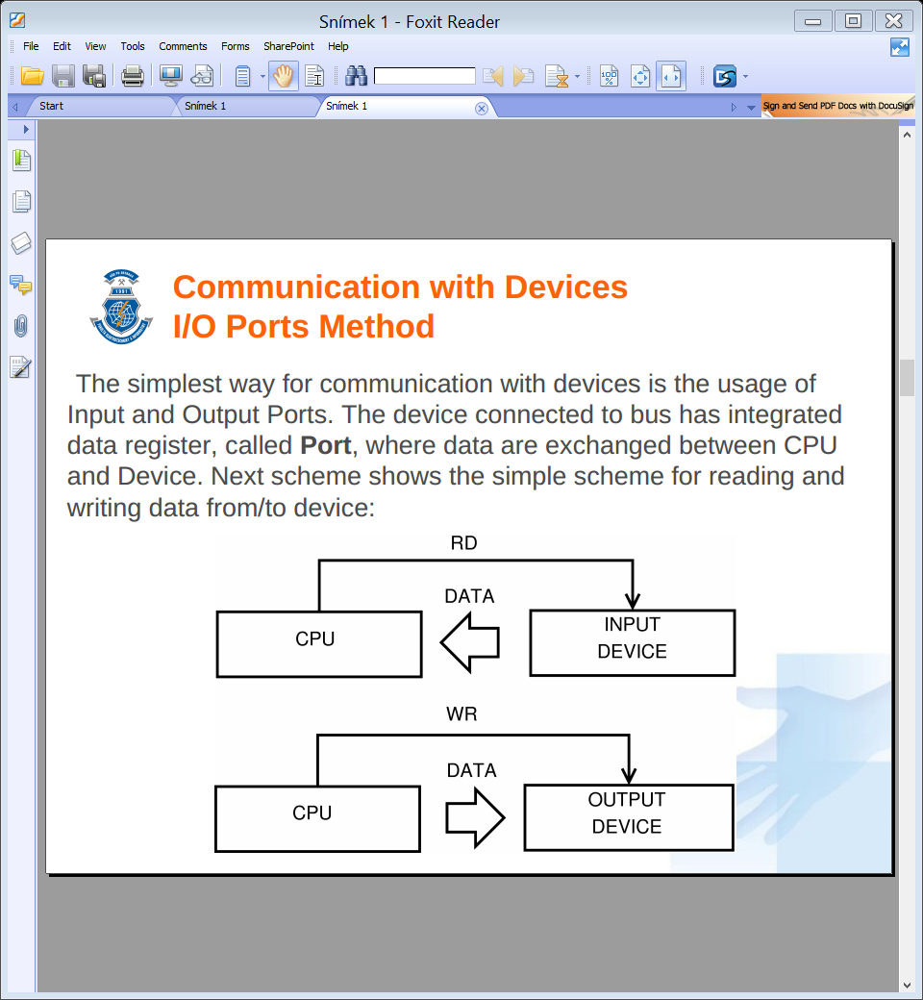 Snímek 1 - Foxit Reader
File Edit View Tools Comments Forms SharePoint Help
Start Snímek 1 Snímek 1 Sign and Send PDF Docs with DocuSign
Communication with Devices
I/O Ports Method
The simplest way for communication with devices is the usage of
Input and Output Ports. The device connected to bus has integrated
data register, called Port, where data are exchanged between CPU
and Device. Next scheme shows the simple scheme for reading and
writing data from/to device:
RD
DATA
CPU
INPUT
DEVICE
WR
DATA
CPU
OUTPUT
DEVICE